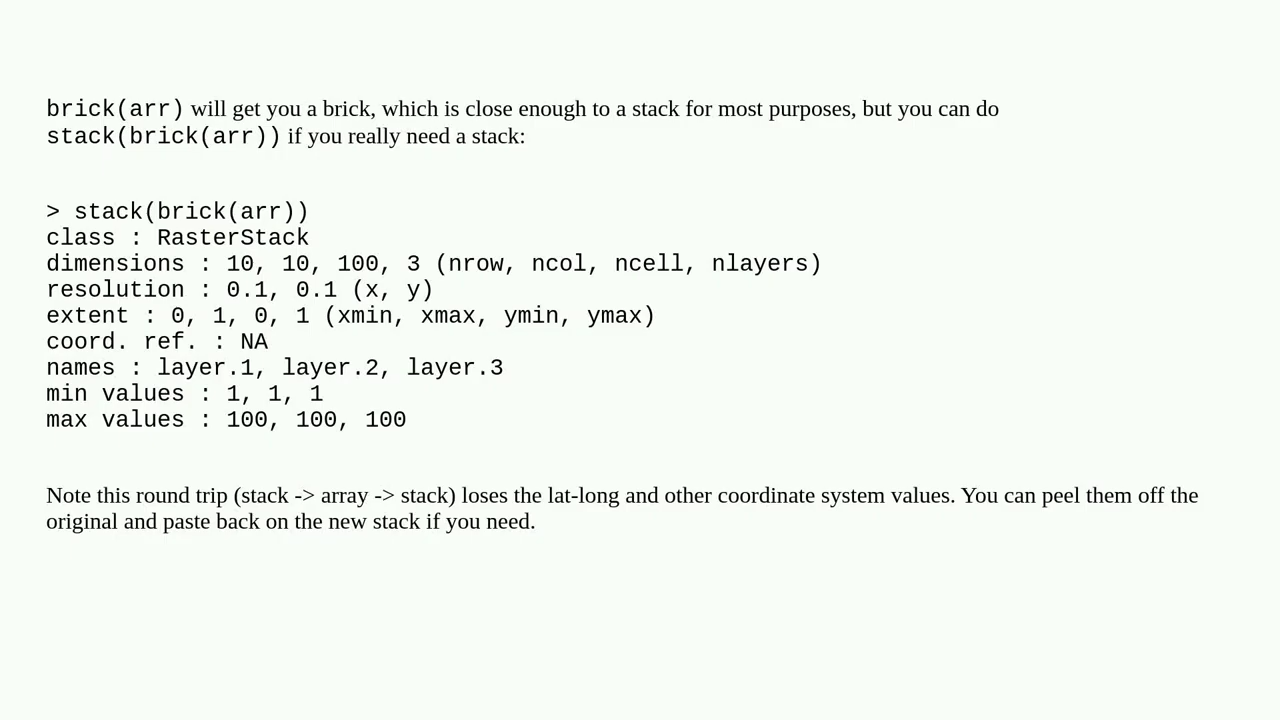 brick(arr) will get you a brick, which is close enough to a stack for most purposes, but you can do
stack(brick(arr)) if you really need a stack:
> stack(brick(arr))
class : RasterStack
dimensions : 10, 10, 100, 3 (nrow, ncol, ncell, nlayers)
resolution : 0.1, 0.1 (x, y)
extent : 0, 1, 0, 1 (xmin, xmax, ymin, ymax)
coord. ref. : NA
names : layer.1, layer.2, layer.3
min values : 1, 1, 1
max values : 100, 100, 100
Note this round trip (stack -> array -> stack) loses the lat-long and other coordinate system values. You can peel them off the
original and paste back on the new stack if you need.